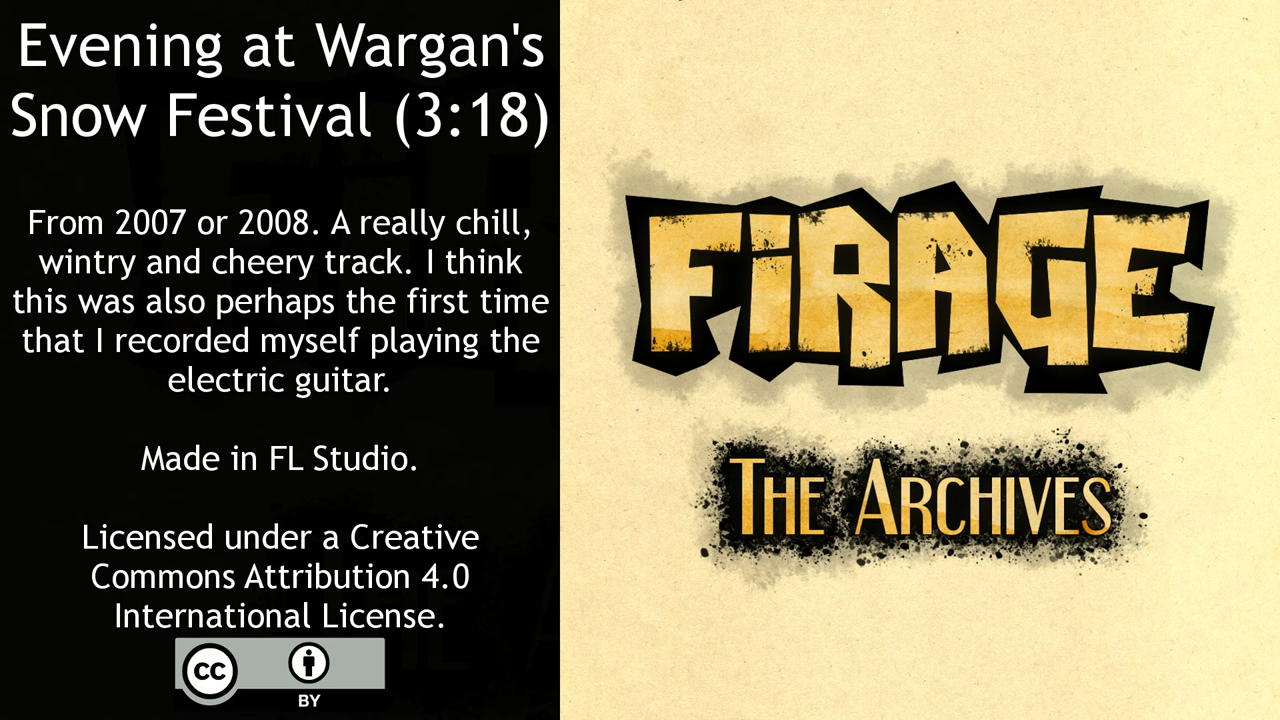 Evening at Wargan's
Snow Festival (3:18)
From 2007 or 2008. A really chill,
wintry and cheery track. I think
this was also perhaps the first time
that I recorded myself playing the
electric guitar.
Made in FL Studio.
Licensed under a Creative
Commons Attribution 4.0
International License.
cc
BY
FiRAGE
THE ARCHIVES